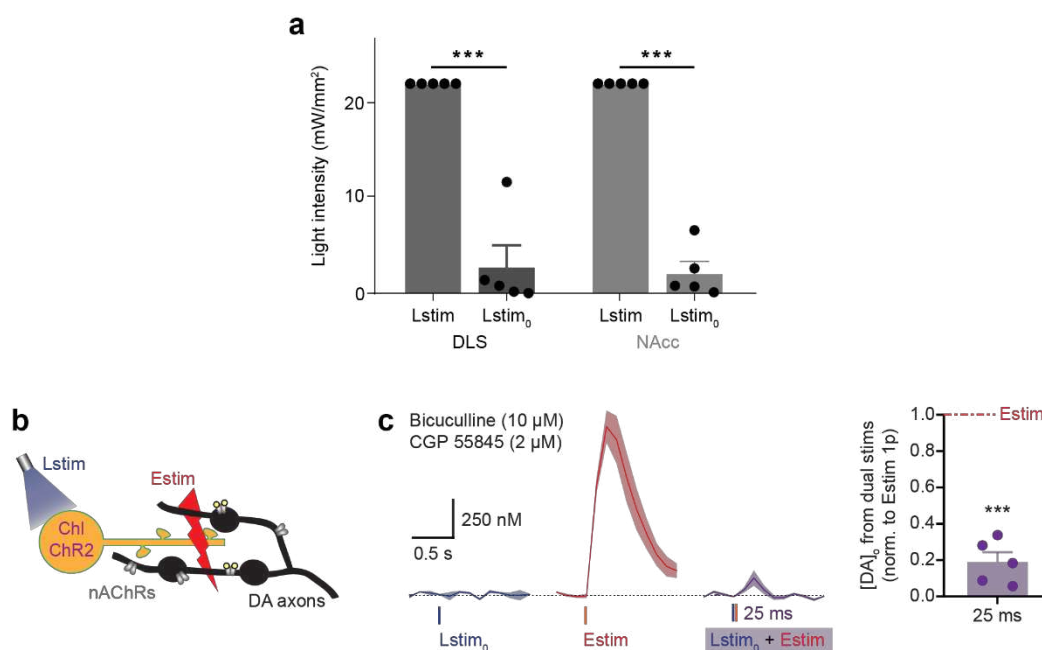 a
Light intensity (mW/mm²)
20
10
0
***
***
Lstim
Lstim₀
Lstim
Lstim₀
DLS
NAcc
b
Lstim
Estim
ChI
ChR2
nAChRs
DA axons
c
Bicuculline (10 µM)
CGP 55845 (2 µM)
250 nM
0.5 s
Lstim₀
Estim
25 ms
Lstim₀ + Estim
[DA]ₒ from dual stims
(norm. to Estim 1p)
1.0
0.8
0.6
0.4
0.2
0.0
Estim
***
25 ms